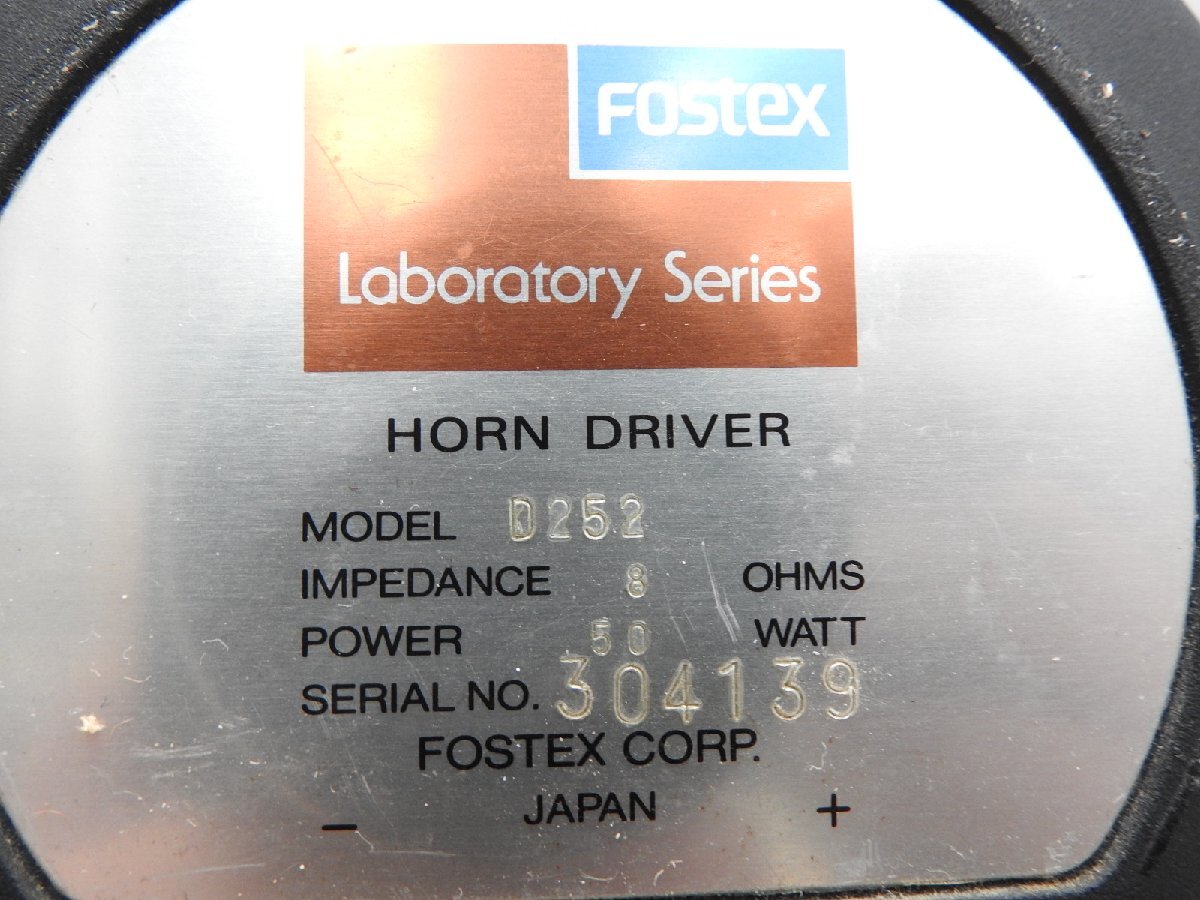 FOSTEX
Laboratory Series
HORN DRIVER
MODEL D252
IMPEDANCE 8 OHMS
POWER 50 WATT
SERIAL NO. 304139
FOSTEX CORP.
JAPAN
− +